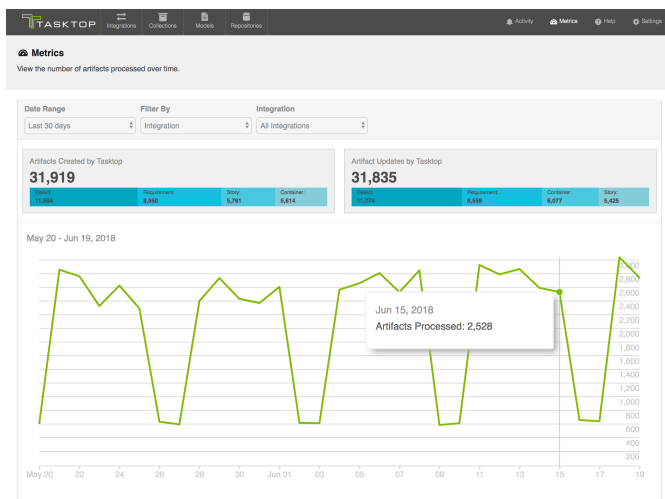 TASKTOP
Integrations Collections Models Repositories
Activity Metrics Help Settings
Metrics
View the number of artifacts processed over time.
Date Range Filter By Integration
Last 30 days Integration All Integrations
Artifacts Created by Tasktop
31,919
Defect: Requirement: Story: Container:
8,950 5,761 5,614
Artifact Updates by Tasktop
31,835
Defect: Requirement: Container: Story:
11,774 8,559 6,077 5,425
May 20 - Jun 19, 2018
3,000
2,800
2,600
2,400
2,200
2,000
1,800
1,600
1,400
1,200
1,000
800
600
400
200
Jun 15, 2018
Artifacts Processed: 2,528
May 20 22 24 26 28 30 Jun 01 03 05 07 09 11 13 15 17 19